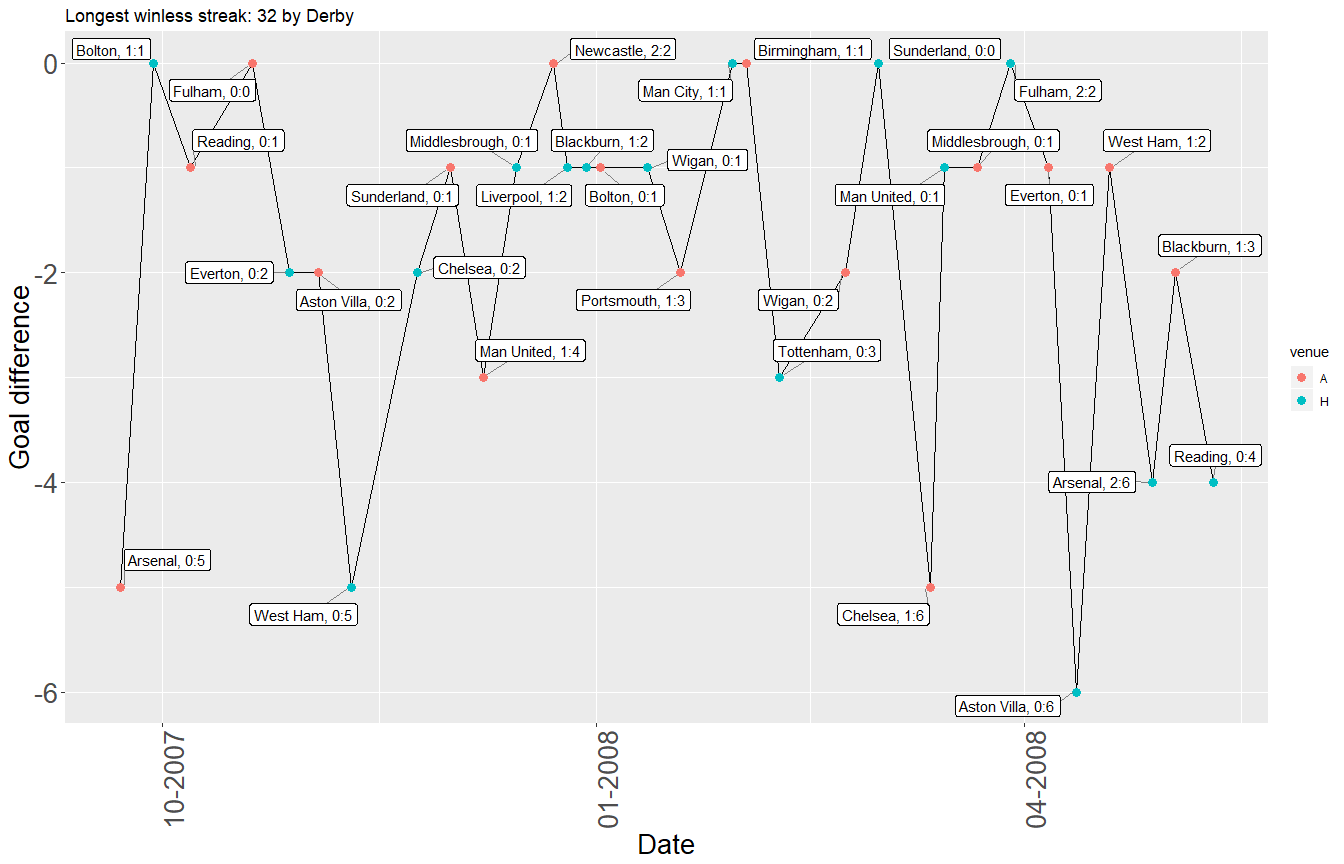 Longest winless streak: 32 by Derby
Goal difference
0
-2
-4
-6
Bolton, 1:1
Newcastle, 2:2
Birmingham, 1:1
Sunderland, 0:0
Fulham, 0:0
Man City, 1:1
Fulham, 2:2
Reading, 0:1
Middlesbrough, 0:1
Blackburn, 1:2
Middlesbrough, 0:1
West Ham, 1:2
Wigan, 0:1
Sunderland, 0:1
Liverpool, 1:2
Bolton, 0:1
Man United, 0:1
Everton, 0:1
Blackburn, 1:3
Everton, 0:2
Chelsea, 0:2
Aston Villa, 0:2
Portsmouth, 1:3
Wigan, 0:2
Man United, 1:4
Tottenham, 0:3
Reading, 0:4
Arsenal, 2:6
Arsenal, 0:5
West Ham, 0:5
Chelsea, 1:6
Aston Villa, 0:6
venue
A
H
10-2007
01-2008
04-2008
Date